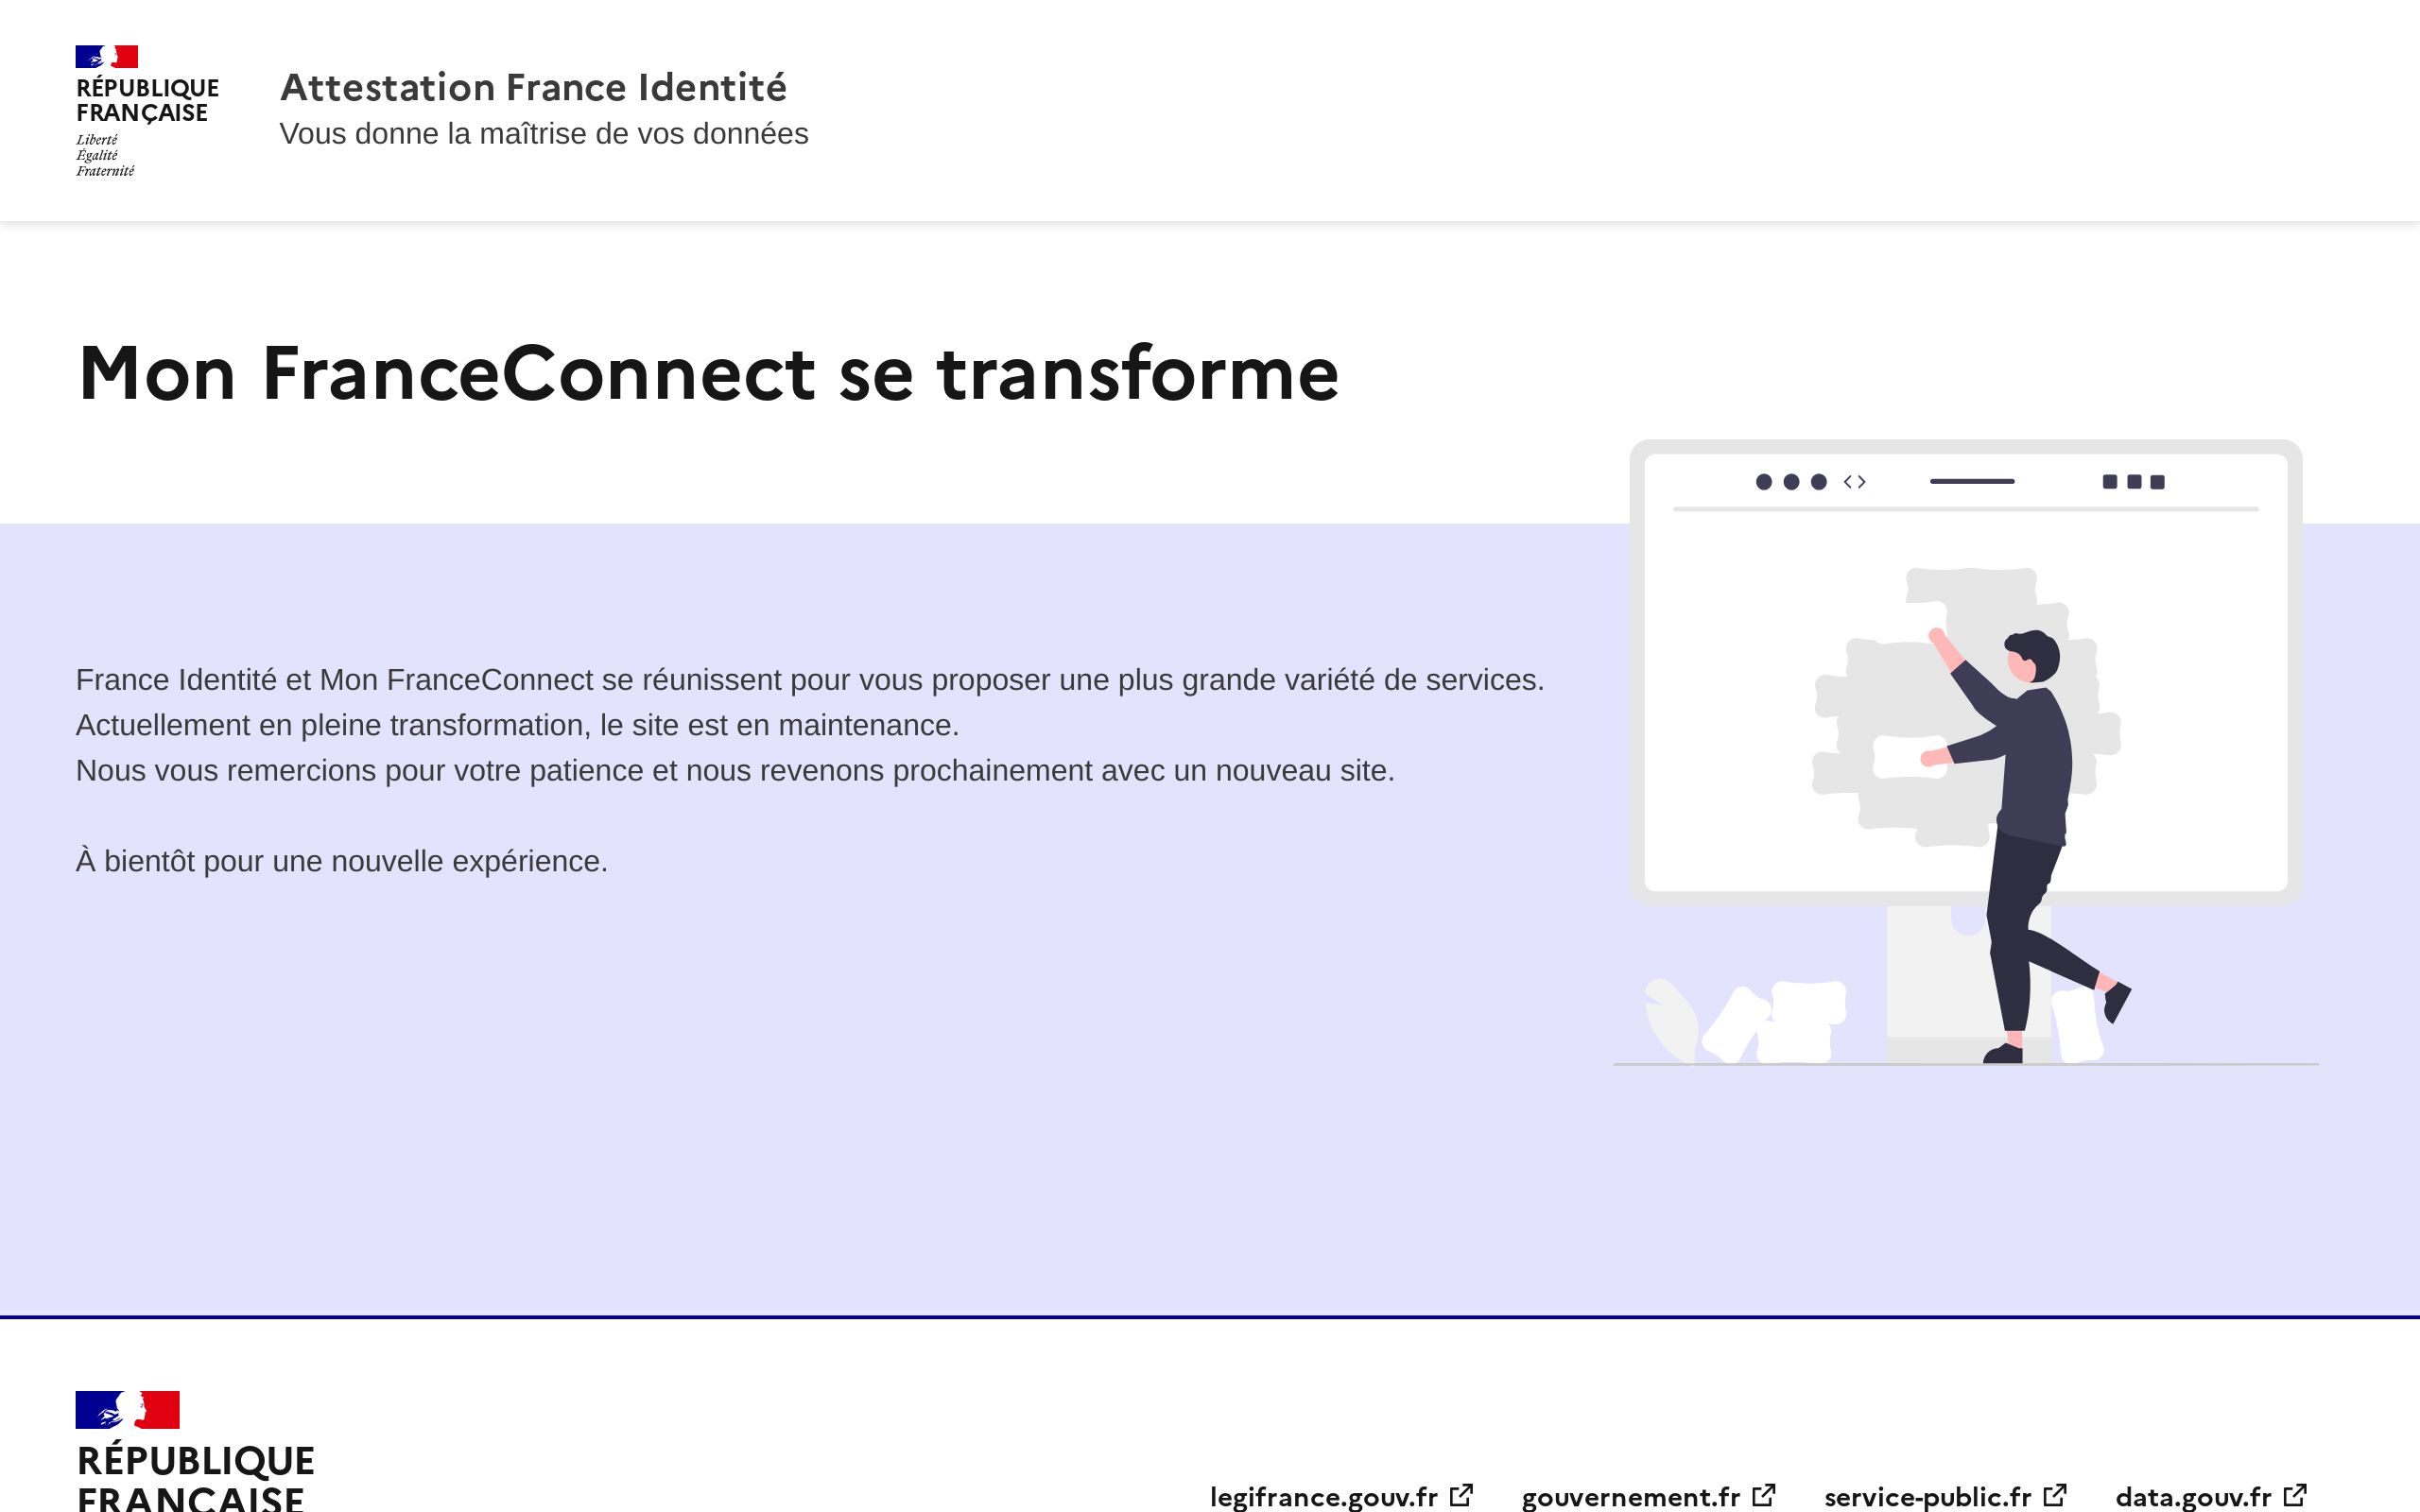 RÉPUBLIQUE
FRANÇAISE
Liberté
Égalité
Fraternité
Attestation France Identité
Vous donne la maîtrise de vos données
Mon FranceConnect se transforme
France Identité et Mon FranceConnect se réunissent pour vous proposer une plus grande variété de services.
Actuellement en pleine transformation, le site est en maintenance.
Nous vous remercions pour votre patience et nous revenons prochainement avec un nouveau site.
À bientôt pour une nouvelle expérience.
RÉPUBLIQUE
FRANÇAISE
legifrance.gouv.fr gouvernement.fr service-public.fr data.gouv.fr